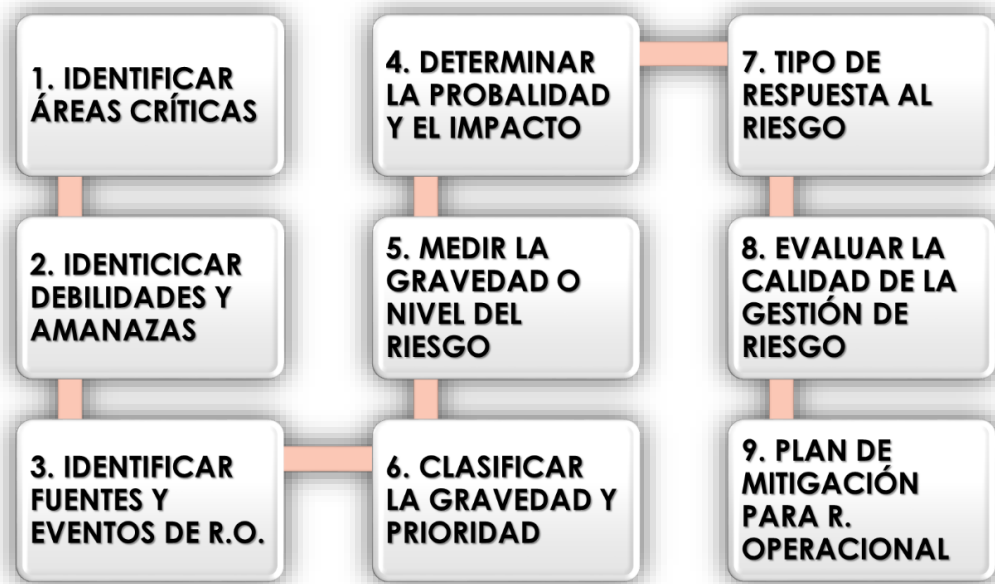 1. IDENTIFICAR
ÁREAS CRÍTICAS
2. IDENTICICAR
DEBILIDADES Y
AMANAZAS
3. IDENTIFICAR
FUENTES Y
EVENTOS DE R.O.
4. DETERMINAR
LA PROBALIDAD
Y EL IMPACTO
5. MEDIR LA
GRAVEDAD O
NIVEL DEL
RIESGO
6. CLASIFICAR
LA GRAVEDAD Y
PRIORIDAD
7. TIPO DE
RESPUESTA AL
RIESGO
8. EVALUAR LA
CALIDAD DE LA
GESTIÓN DE
RIESGO
9. PLAN DE
MITIGACIÓN
PARA R.
OPERACIONAL